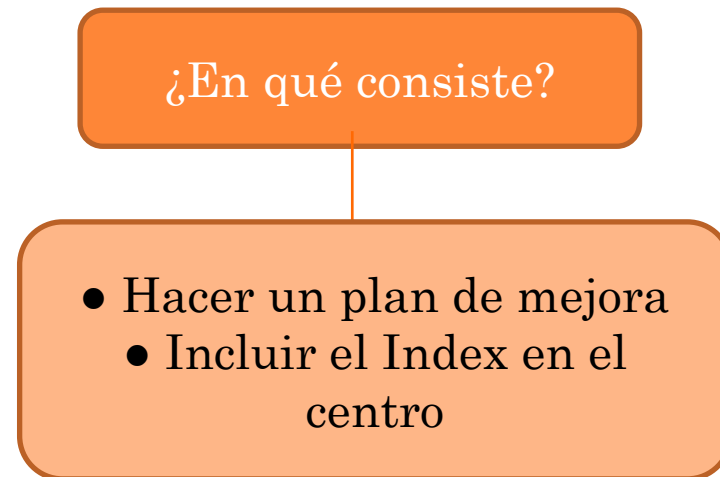 ¿En qué consiste?
● Hacer un plan de mejora
● Incluir el Index en el
centro